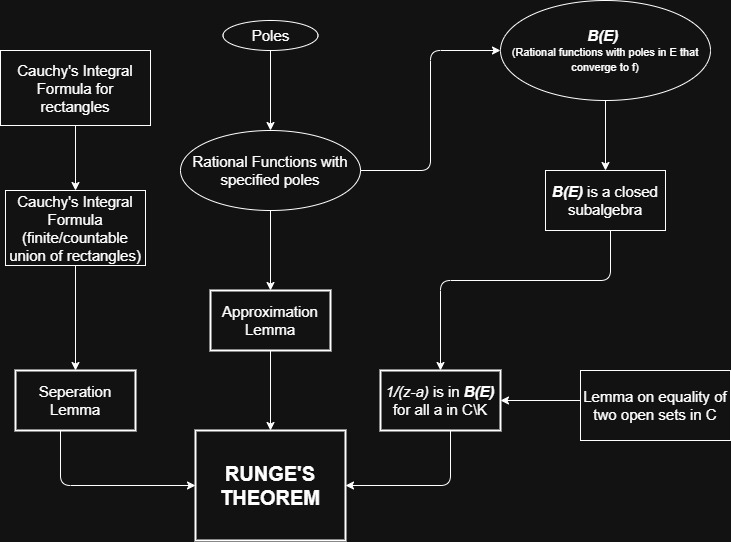 Poles
B(E)
(Rational functions with poles in E that
converge to f)
Cauchy's Integral
Formula for
rectangles
Rational Functions with
specified poles
B(E) is a closed
subalgebra
Cauchy's Integral
Formula
(finite/countable
union of rectangles)
Approximation
Lemma
Seperation
Lemma
1/(z-a) is in B(E)
for all a in C\K
Lemma on equality of
two open sets in C
RUNGE'S
THEOREM